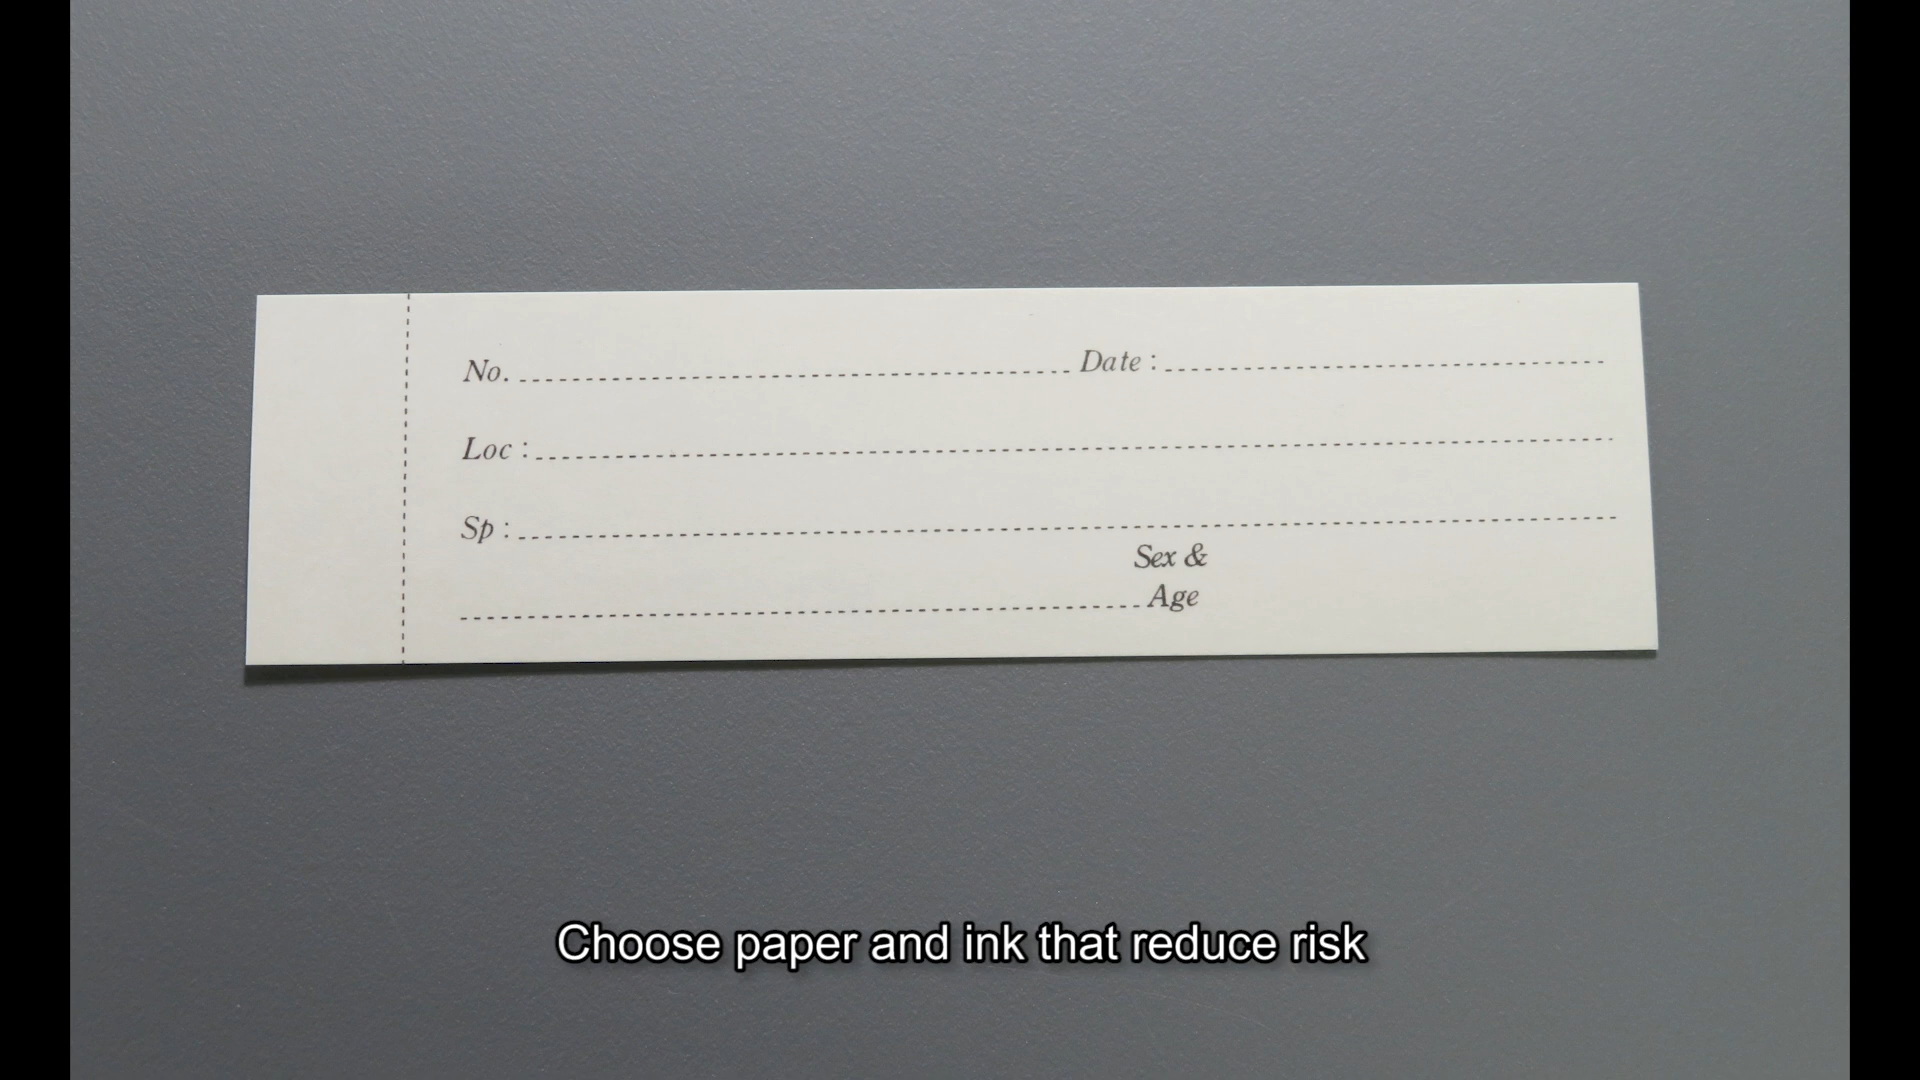 No. Date :
Loc :
Sp :
Sex &
Age
Choose paper and ink that reduce risk